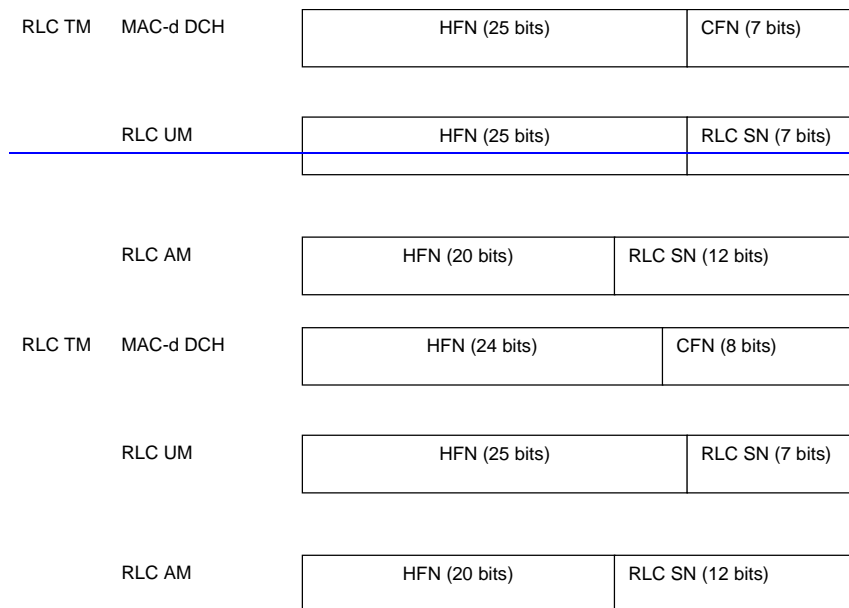 RLC TM MAC-d DCH HFN (25 bits) CFN (7 bits)
RLC UM HFN (25 bits) RLC SN (7 bits)
RLC AM HFN (20 bits) RLC SN (12 bits)
RLC TM MAC-d DCH HFN (24 bits) CFN (8 bits)
RLC UM HFN (25 bits) RLC SN (7 bits)
RLC AM HFN (20 bits) RLC SN (12 bits)